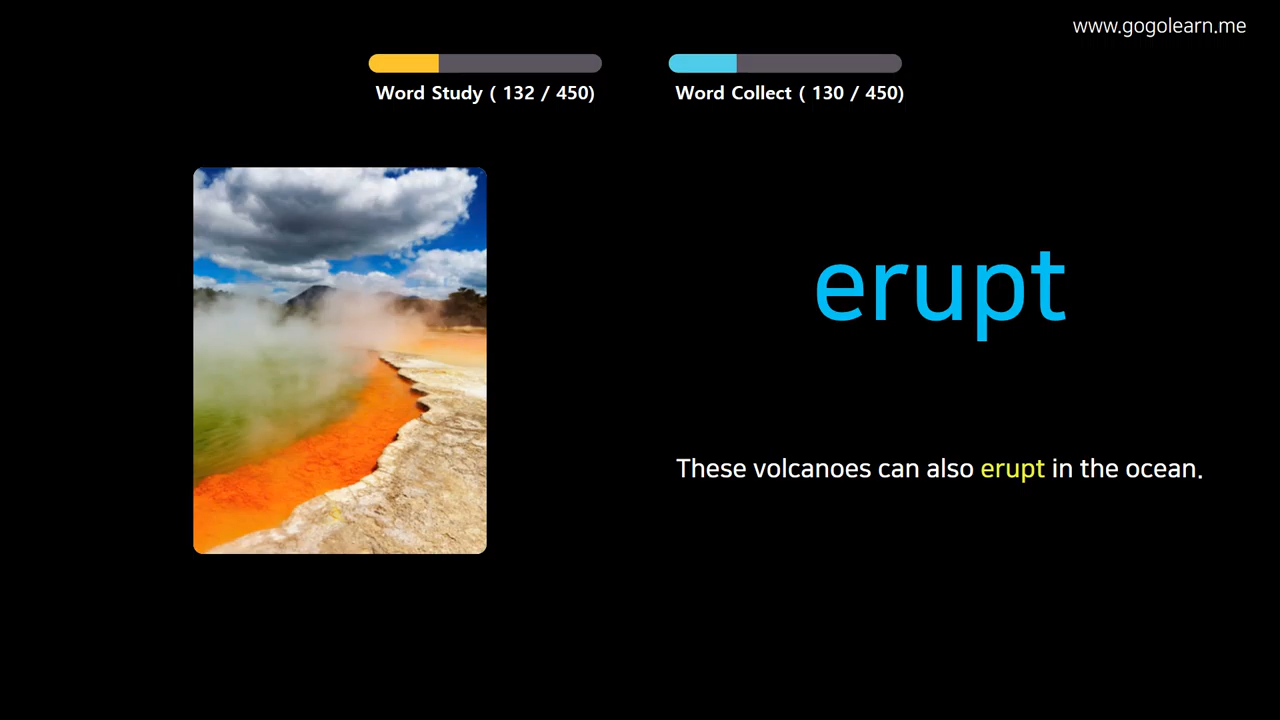 www.gogolearn.me
Word Study ( 132 / 450)
Word Collect ( 130 / 450)
erupt
These volcanoes can also erupt in the ocean.